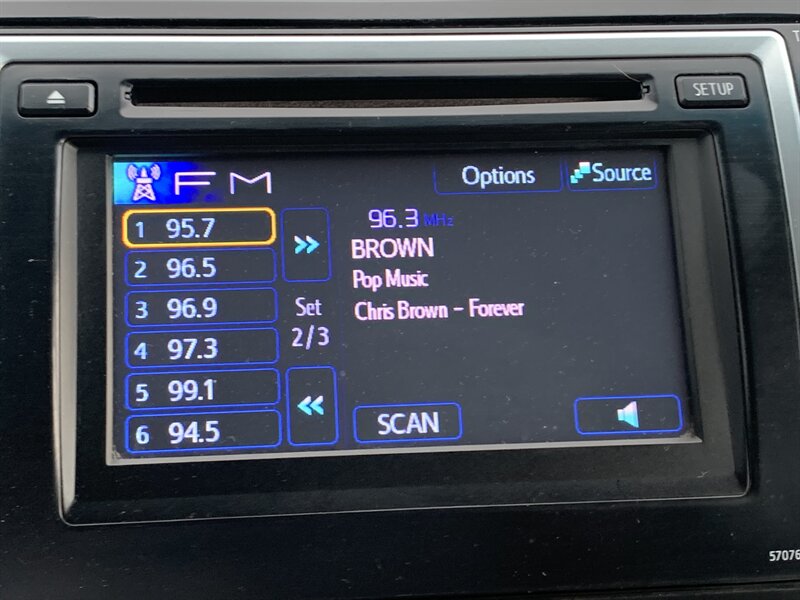 SETUP
FM
Options
Source
1 95.7
2 96.5
3 96.9
4 97.3
5 99.1
6 94.5
Set
2/3
96.3 MHz
BROWN
Pop Music
Chris Brown - Forever
SCAN
57076